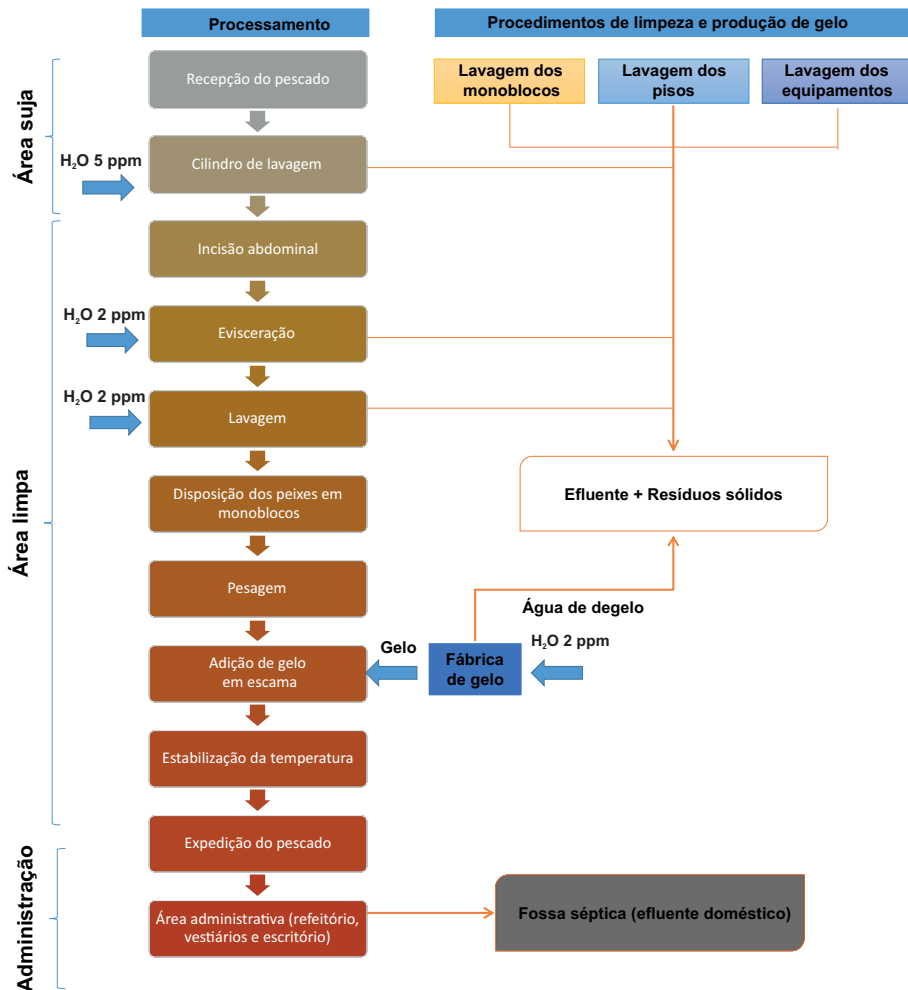 Processamento
Procedimentos de limpeza e produção de gelo
Área suja
Recepção do pescado
Lavagem dos
monoblocos
Lavagem dos
pisos
Lavagem dos
equipamentos
H₂O 5 ppm
Cilindro de lavagem
Área limpa
Incisão abdominal
H₂O 2 ppm
Evisceração
H₂O 2 ppm
Lavagem
Disposição dos peixes em
monoblocos
Efluente + Resíduos sólidos
Pesagem
Água de degelo
Adição de gelo
em escama
Gelo
Fábrica
de gelo
H₂O 2 ppm
Estabilização da temperatura
Administração
Expedição do pescado
Área administrativa (refeitório,
vestiários e escritório)
Fossa séptica (efluente doméstico)